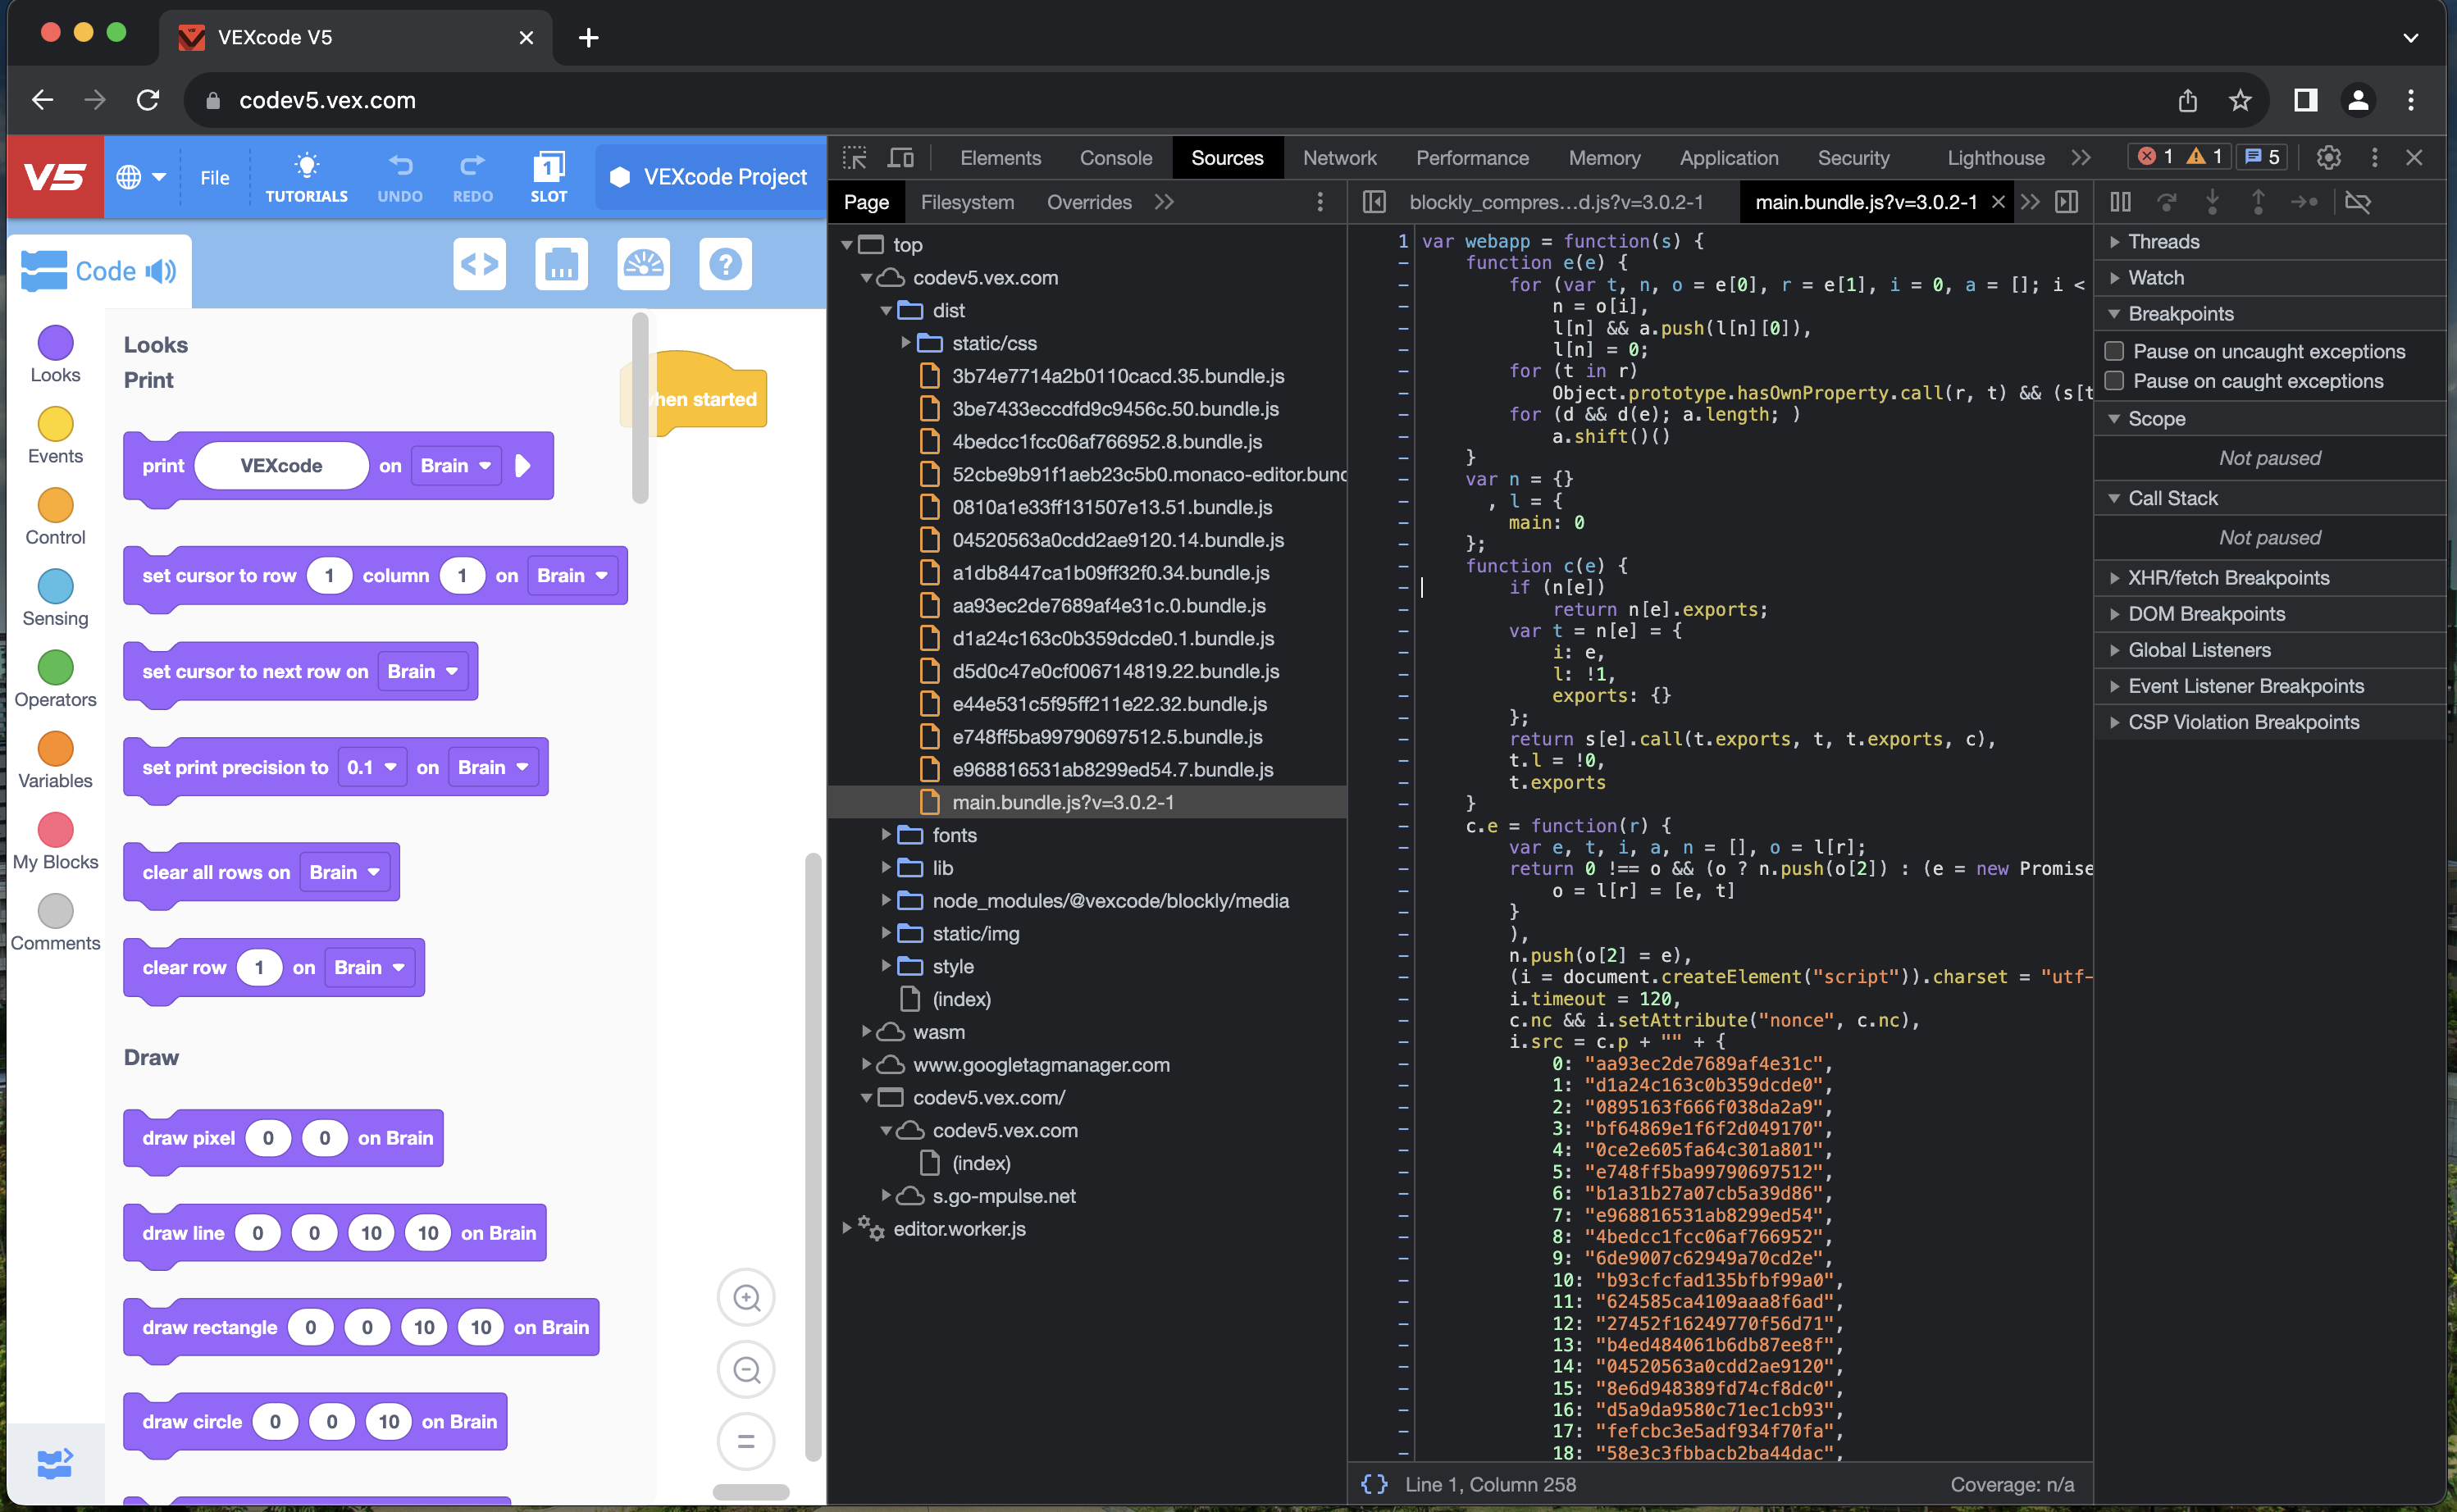 VEXcode V5
codev5.vex.com
V5
File
TUTORIALS
UNDO
REDO
1
SLOT
VEXcode Project
Code
Looks
Events
Control
Sensing
Operators
Variables
My Blocks
Comments
Looks
Print
when started
print VEXcode on Brain
set cursor to row 1 column 1 on Brain
set cursor to next row on Brain
set print precision to 0.1 on Brain
clear all rows on Brain
clear row 1 on Brain
Draw
draw pixel 0 0 on Brain
draw line 0 0 10 10 on Brain
draw rectangle 0 0 10 10 on Brain
draw circle 0 0 10 on Brain
Elements Console Sources Network Performance Memory Application Security Lighthouse 1 1 5
Page Filesystem Overrides
top
codev5.vex.com
dist
static/css
3b74e7714a2b0110cacd.35.bundle.js
3be7433eccdfd9c9456c.50.bundle.js
4bedcc1fcc06af766952.8.bundle.js
52cbe9b91f1aeb23c5b0.monaco-editor.bund
0810a1e33ff131507e13.51.bundle.js
04520563a0cdd2ae9120.14.bundle.js
a1db8447ca1b09ff32f0.34.bundle.js
aa93ec2de7689af4e31c.0.bundle.js
d1a24c163c0b359dcde0.1.bundle.js
d5d0c47e0cf006714819.22.bundle.js
e44e531c5f95ff211e22.32.bundle.js
e748ff5ba99790697512.5.bundle.js
e968816531ab8299ed54.7.bundle.js
main.bundle.js?v=3.0.2-1
fonts
lib
node_modules/@vexcode/blockly/media
static/img
style
(index)
wasm
www.googletagmanager.com
codev5.vex.com/
codev5.vex.com
(index)
s.go-mpulse.net
editor.worker.js
blockly_compres…d.js?v=3.0.2-1
main.bundle.js?v=3.0.2-1
1 var webapp = function(s) {
- function e(e) {
- for (var t, n, o = e[0], r = e[1], i = 0, a = []; i <
- n = o[i],
- l[n] && a.push(l[n][0]),
- l[n] = 0;
- for (t in r)
- Object.prototype.hasOwnProperty.call(r, t) && (s[t
- for (d && d(e); a.length; )
- a.shift()()
- }
- var n = {}
- , l = {
- main: 0
- };
- function c(e) {
- if (n[e])
- return n[e].exports;
- var t = n[e] = {
- i: e,
- l: !1,
- exports: {}
- };
- return s[e].call(t.exports, t, t.exports, c),
- t.l = !0,
- t.exports
- }
- c.e = function(r) {
- var e, t, i, a, n = [], o = l[r];
- return 0 !== o && (o ? n.push(o[2]) : (e = new Promise
- o = l[r] = [e, t]
- }
- ),
- n.push(o[2] = e),
- (i = document.createElement("script")).charset = "utf-
- i.timeout = 120,
- c.nc && i.setAttribute("nonce", c.nc),
- i.src = c.p + "" + {
- 0: "aa93ec2de7689af4e31c",
- 1: "d1a24c163c0b359dcde0",
- 2: "0895163f666f038da2a9",
- 3: "bf64869e1f6f2d049170",
- 4: "0ce2e605fa64c301a801",
- 5: "e748ff5ba99790697512",
- 6: "b1a31b27a07cb5a39d86",
- 7: "e968816531ab8299ed54",
- 8: "4bedcc1fcc06af766952",
- 9: "6de9007c62949a70cd2e",
- 10: "b93cfcfad135bfbf99a0",
- 11: "624585ca4109aaa8f6ad",
- 12: "27452f16249770f56d71",
- 13: "b4ed484061b6db87ee8f",
- 14: "04520563a0cdd2ae9120",
- 15: "8e6d948389fd74cf8dc0",
- 16: "d5a9da9580c71ec1cb93",
- 17: "fefcbc3e5adf934f70fa",
- 18: "58e3c3fbbacb2ba44dac",
{} Line 1, Column 258
Coverage: n/a
Threads
Watch
Breakpoints
Pause on uncaught exceptions
Pause on caught exceptions
Scope
Not paused
Call Stack
Not paused
XHR/fetch Breakpoints
DOM Breakpoints
Global Listeners
Event Listener Breakpoints
CSP Violation Breakpoints